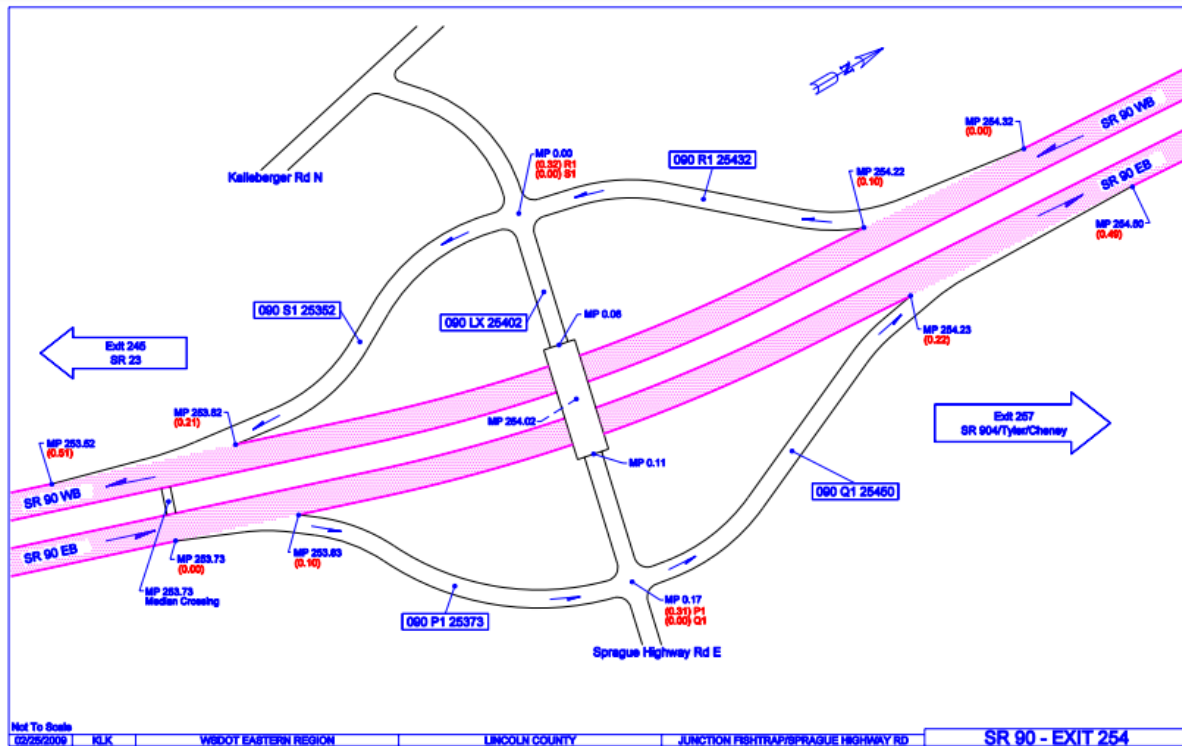 N
MP 254.32
(0.00)
SR 90 WB
Kalleberger Rd N
MP 0.00
(0.32) R1
(0.00) S1
090 R1 25432
MP 254.22
(0.10)
SR 90 EB
MP 254.60
(0.49)
090 S1 25352
090 LX 25402
MP 0.06
Exit 245
SR 23
MP 254.23
(0.22)
MP 253.82
(0.21)
MP 254.02
Exit 257
SR 904/Tyler/Cheney
MP 253.52
(0.51)
MP 0.11
SR 90 WB
090 Q1 25460
SR 90 EB
MP 253.73
(0.00)
MP 253.83
(0.10)
MP 253.73
Median Crossing
090 P1 25373
MP 0.17
(0.31) P1
(0.00) Q1
Sprague Highway Rd E
Not To Scale
02/25/2009 KLK WSDOT EASTERN REGION LINCOLN COUNTY JUNCTION FISHTRAP/SPRAGUE HIGHWAY RD SR 90 - EXIT 254